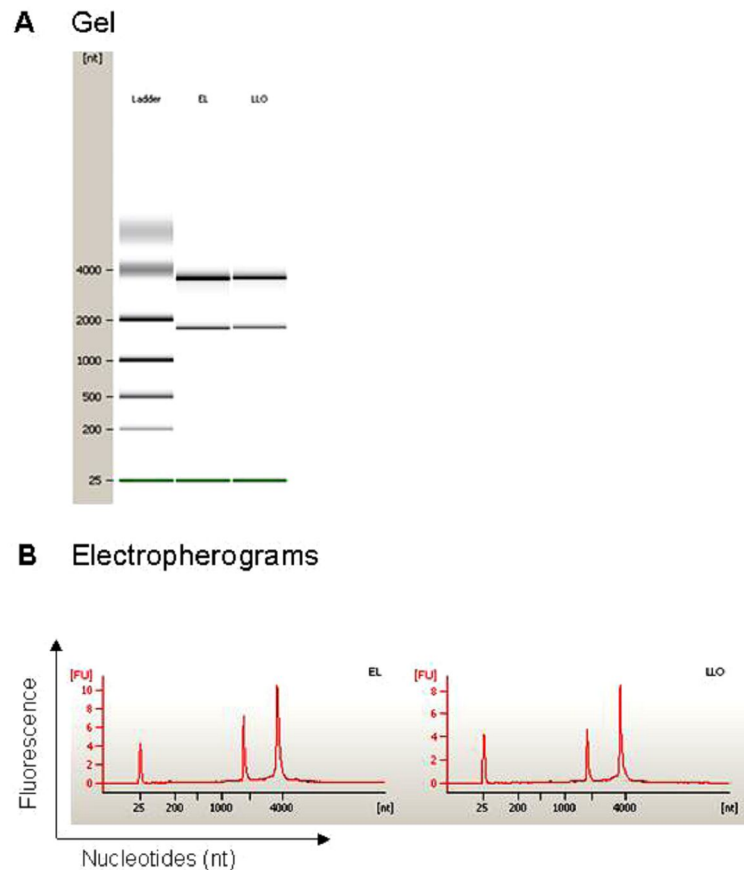 A Gel
[nt]
Ladder EL LLO
4000
2000
1000
500
200
25
B Electropherograms
Fluorescence
[FU] EL
10
8
6
4
2
0
25 200 1000 4000 [nt]
[FU] LLO
8
6
4
2
0
25 200 1000 4000 [nt]
Nucleotides (nt)